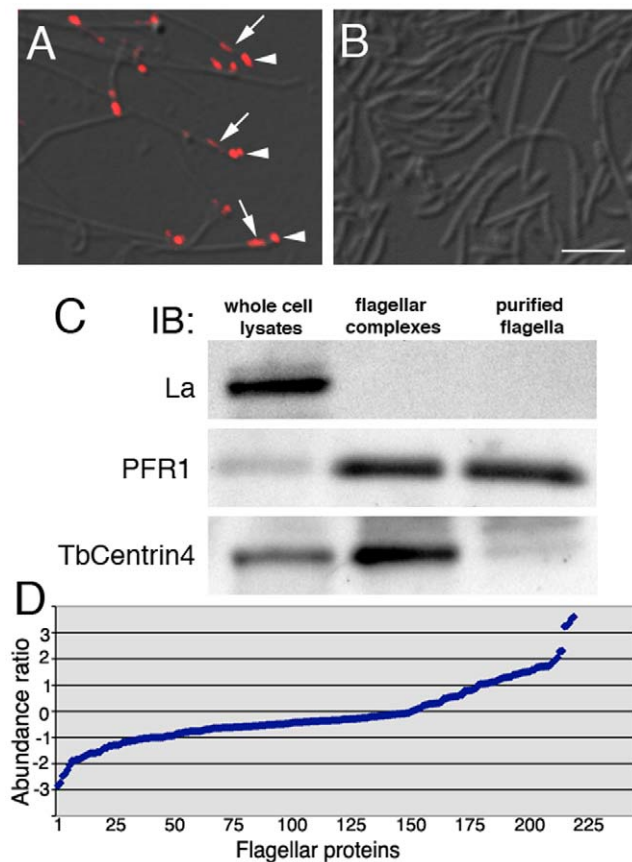 A
B
C
IB:
whole cell lysates
flagellar complexes
purified flagella
La
PFR1
TbCentrin4
D
Abundance ratio
3
2
1
0
-1
-2
-3
1 25 50 75 100 125 150 175 200 225
Flagellar proteins